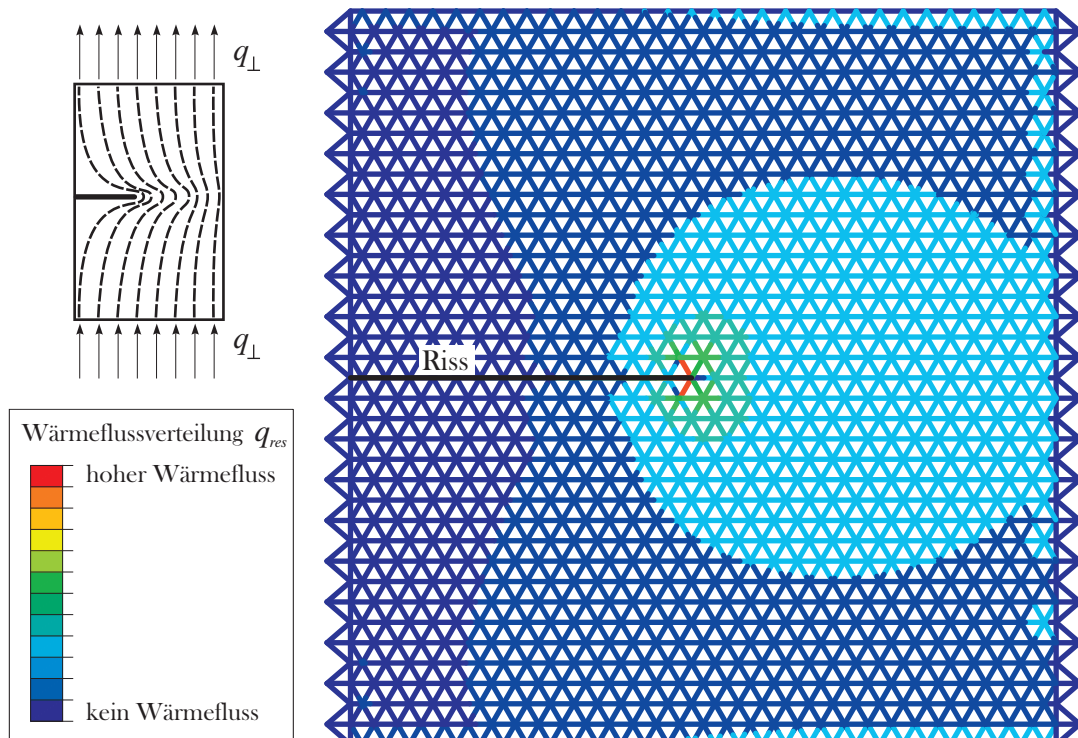 q⊥
q⊥
Riss
Wärmeflussverteilung q_res
hoher Wärmefluss
kein Wärmefluss